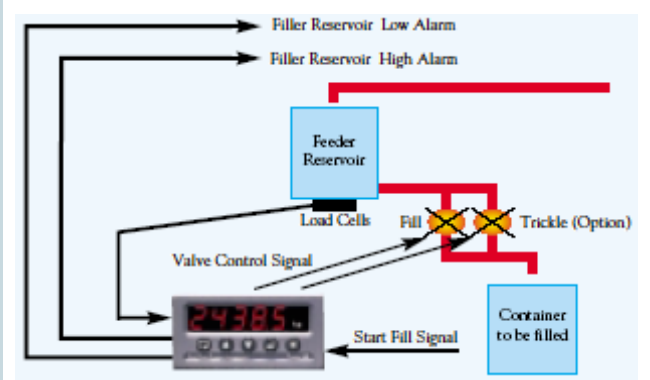 Filler Reservoir Low Alarm
Filler Reservoir High Alarm
Feeder
Reservoir
Load Cells
Fill
Trickle (Option)
Valve Control Signal
24385
Start Fill Signal
Container
to be filled